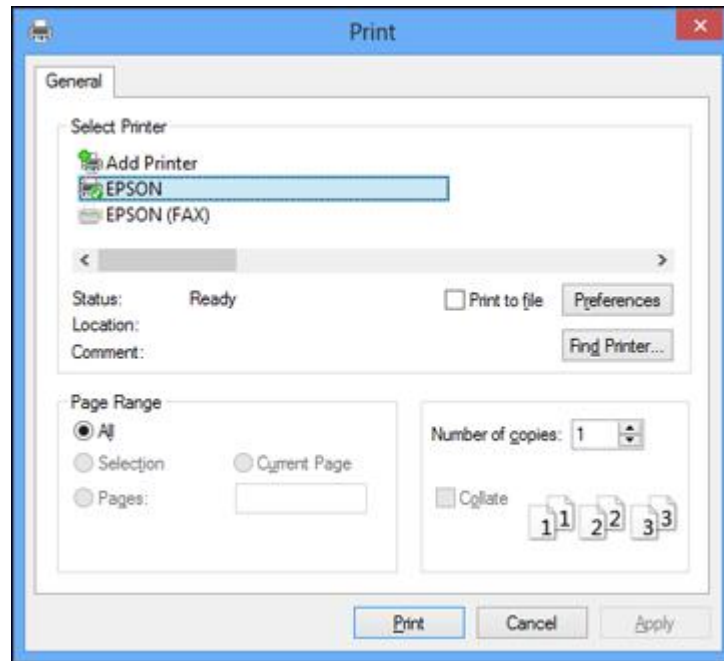 Print
General
Select Printer
Add Printer
EPSON
EPSON (FAX)
Status: Ready
Print to file
Preferences
Location:
Comment:
Find Printer...
Page Range
All
Selection
Current Page
Pages:
Number of copies: 1
Collate
1 1 2 2 3 3
Print
Cancel
Apply